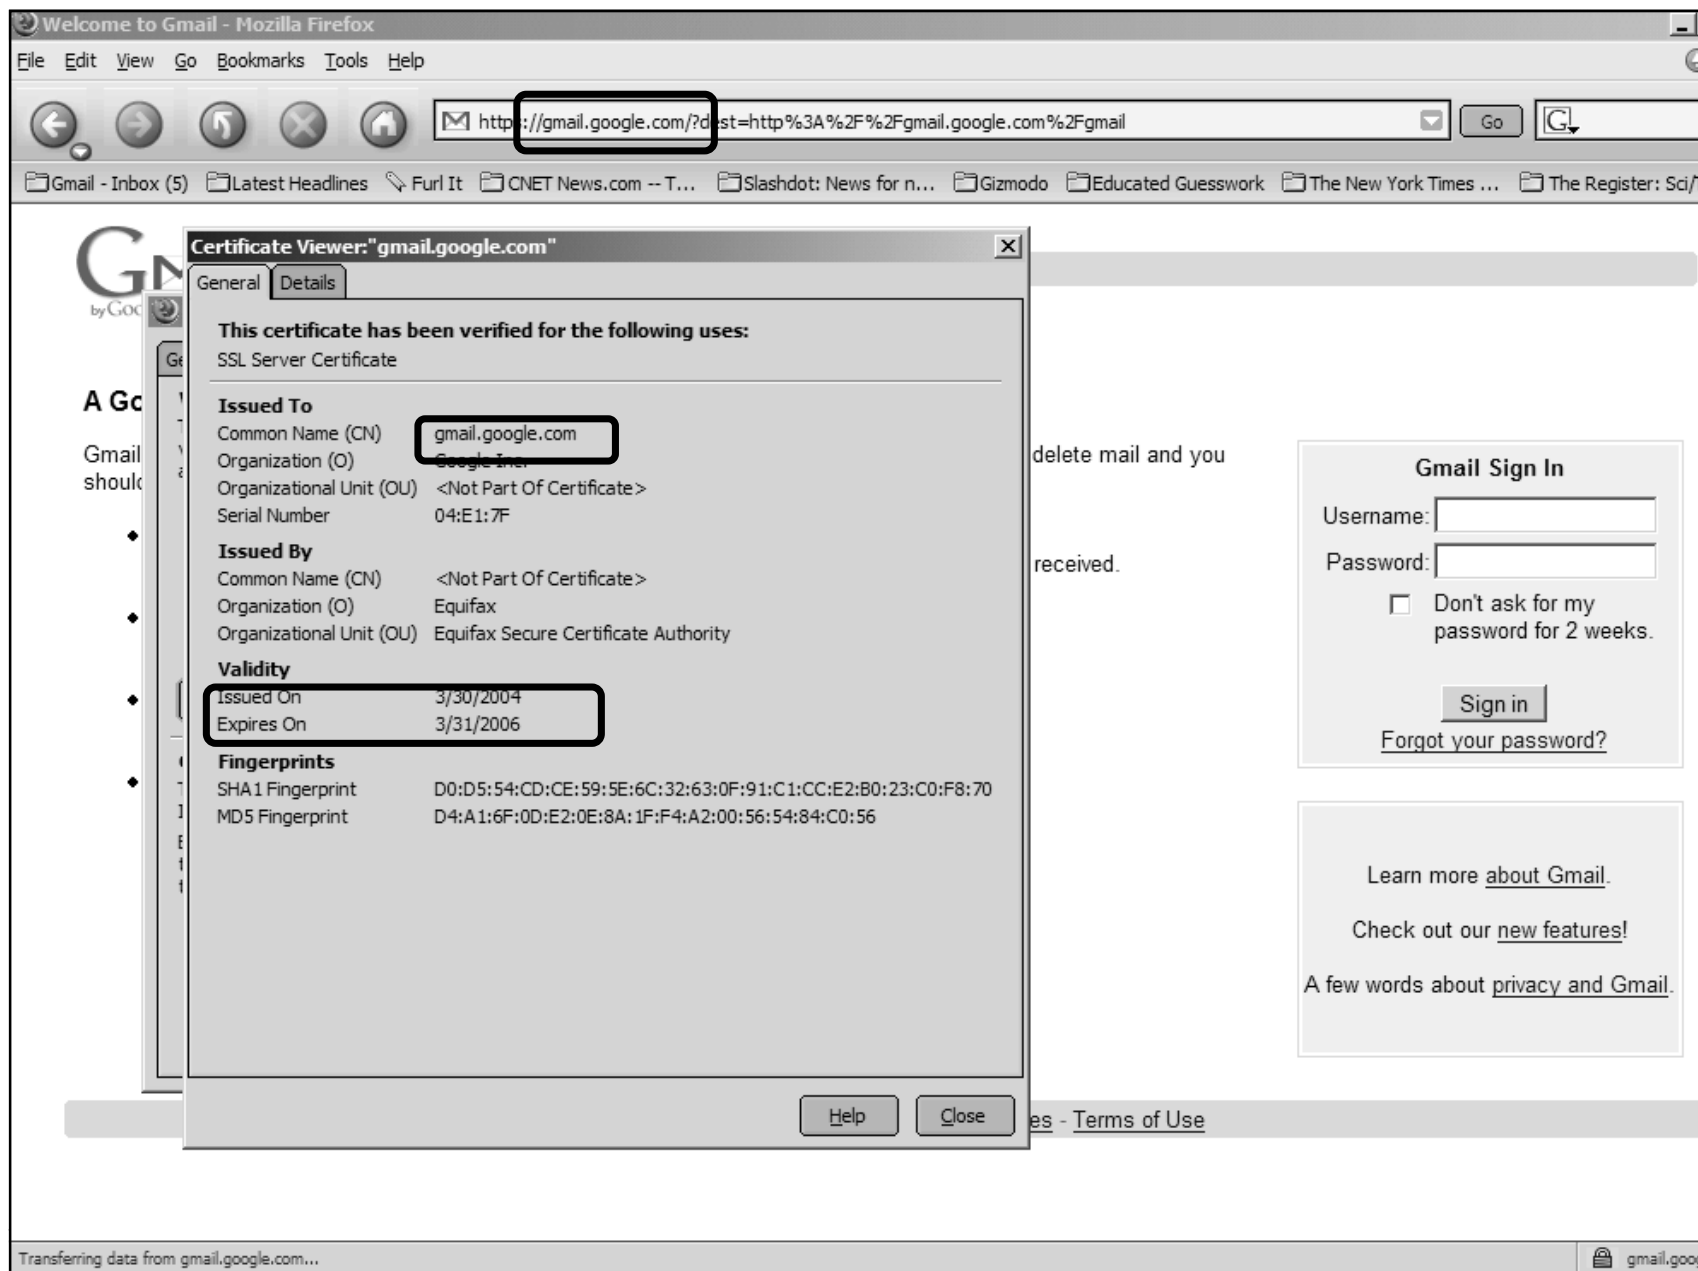 Welcome to Gmail - Mozilla Firefox
File Edit View Go Bookmarks Tools Help
https://gmail.google.com/?dest=http%3A%2F%2Fgmail.google.com%2Fgmail Go G
Gmail - Inbox (5) Latest Headlines Furl It CNET News.com -- T... Slashdot: News for n... Gizmodo Educated Guesswork The New York Times ... The Register: Sci/
by Goo
Certificate Viewer:"gmail.google.com"
General Details
This certificate has been verified for the following uses:
SSL Server Certificate
Issued To
Common Name (CN) gmail.google.com
Organization (O) Google Inc.
Organizational Unit (OU) <Not Part Of Certificate>
Serial Number 04:E1:7F
Issued By
Common Name (CN) <Not Part Of Certificate>
Organization (O) Equifax
Organizational Unit (OU) Equifax Secure Certificate Authority
Validity
Issued On 3/30/2004
Expires On 3/31/2006
Fingerprints
SHA1 Fingerprint D0:D5:54:CD:CE:59:5E:6C:32:63:0F:91:C1:CC:E2:B0:23:C0:F8:70
MD5 Fingerprint D4:A1:6F:0D:E2:0E:8A:1F:F4:A2:00:56:54:84:C0:56
Help Close
A Go
Gmail
delete mail and you
should
received.
Gmail Sign In
Username:
Password:
Don't ask for my
password for 2 weeks.
Sign in
Forgot your password?
Learn more about Gmail.
Check out our new features!
A few words about privacy and Gmail.
es - Terms of Use
Transferring data from gmail.google.com...
gmail.goo